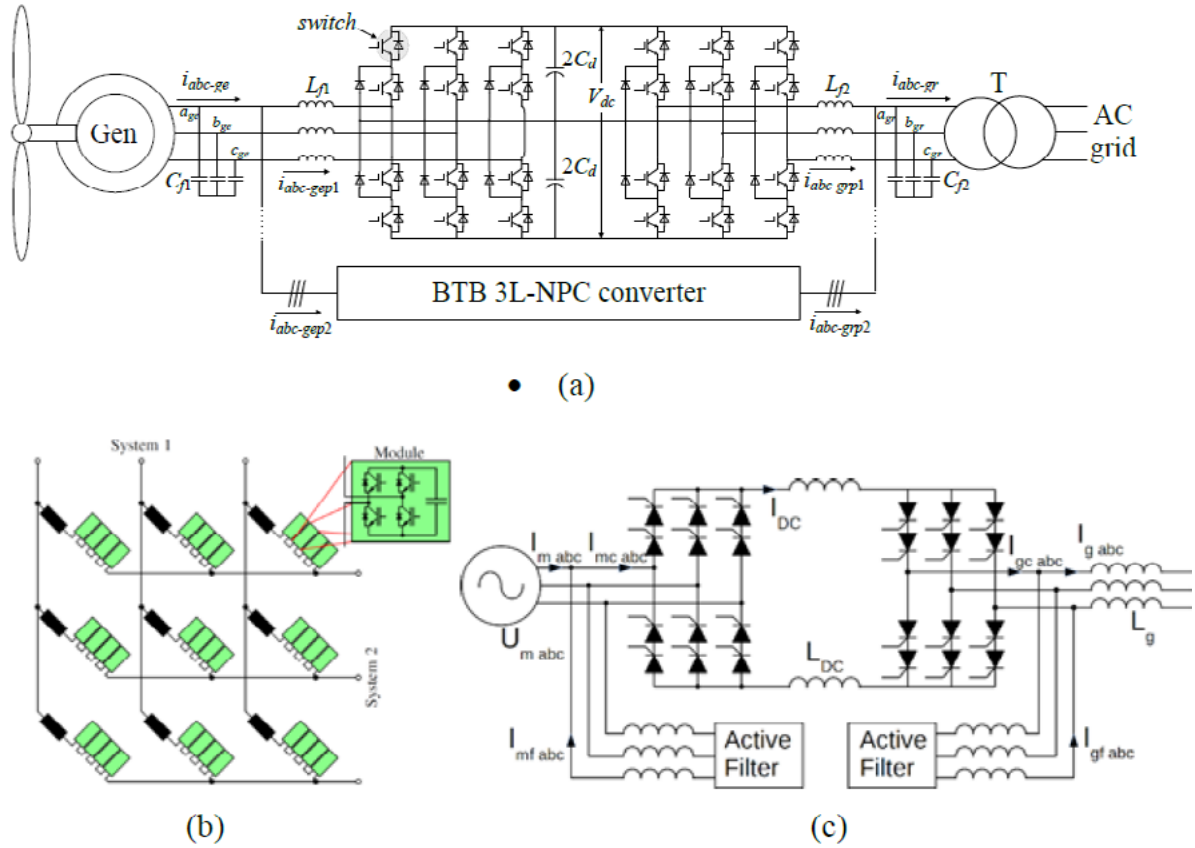 switch
i_abc-ge
L_f1
2C_d
V_dc
L_f2
i_abc-gr
T
a_ge
b_ge
c_ge
Gen
a_gr
b_gr
c_gr
AC
grid
C_f1
i_abc-gep1
2C_d
i_abc grp1
C_f2
BTB 3L-NPC converter
i_abc-gep2
i_abc-grp2
• (a)
System 1
Module
System 2
(b)
I_DC
I_m abc
I_mc abc
I_gc abc
I_g abc
U_m abc
L_DC
L_g
I_mf abc
Active
Filter
Active
Filter
I_gf abc
(c)